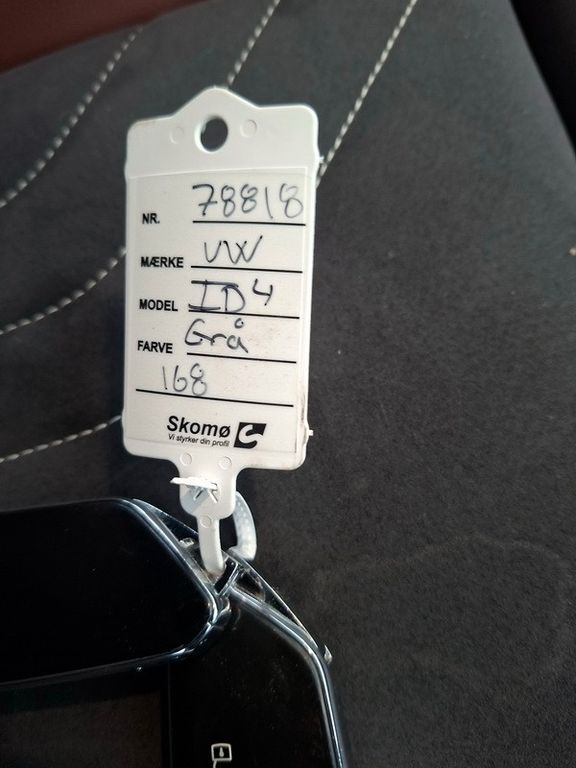 NR. 78818
MÆRKE VW
MODEL ID4
FARVE Grå
168
Skomø
Vi styrker din profil